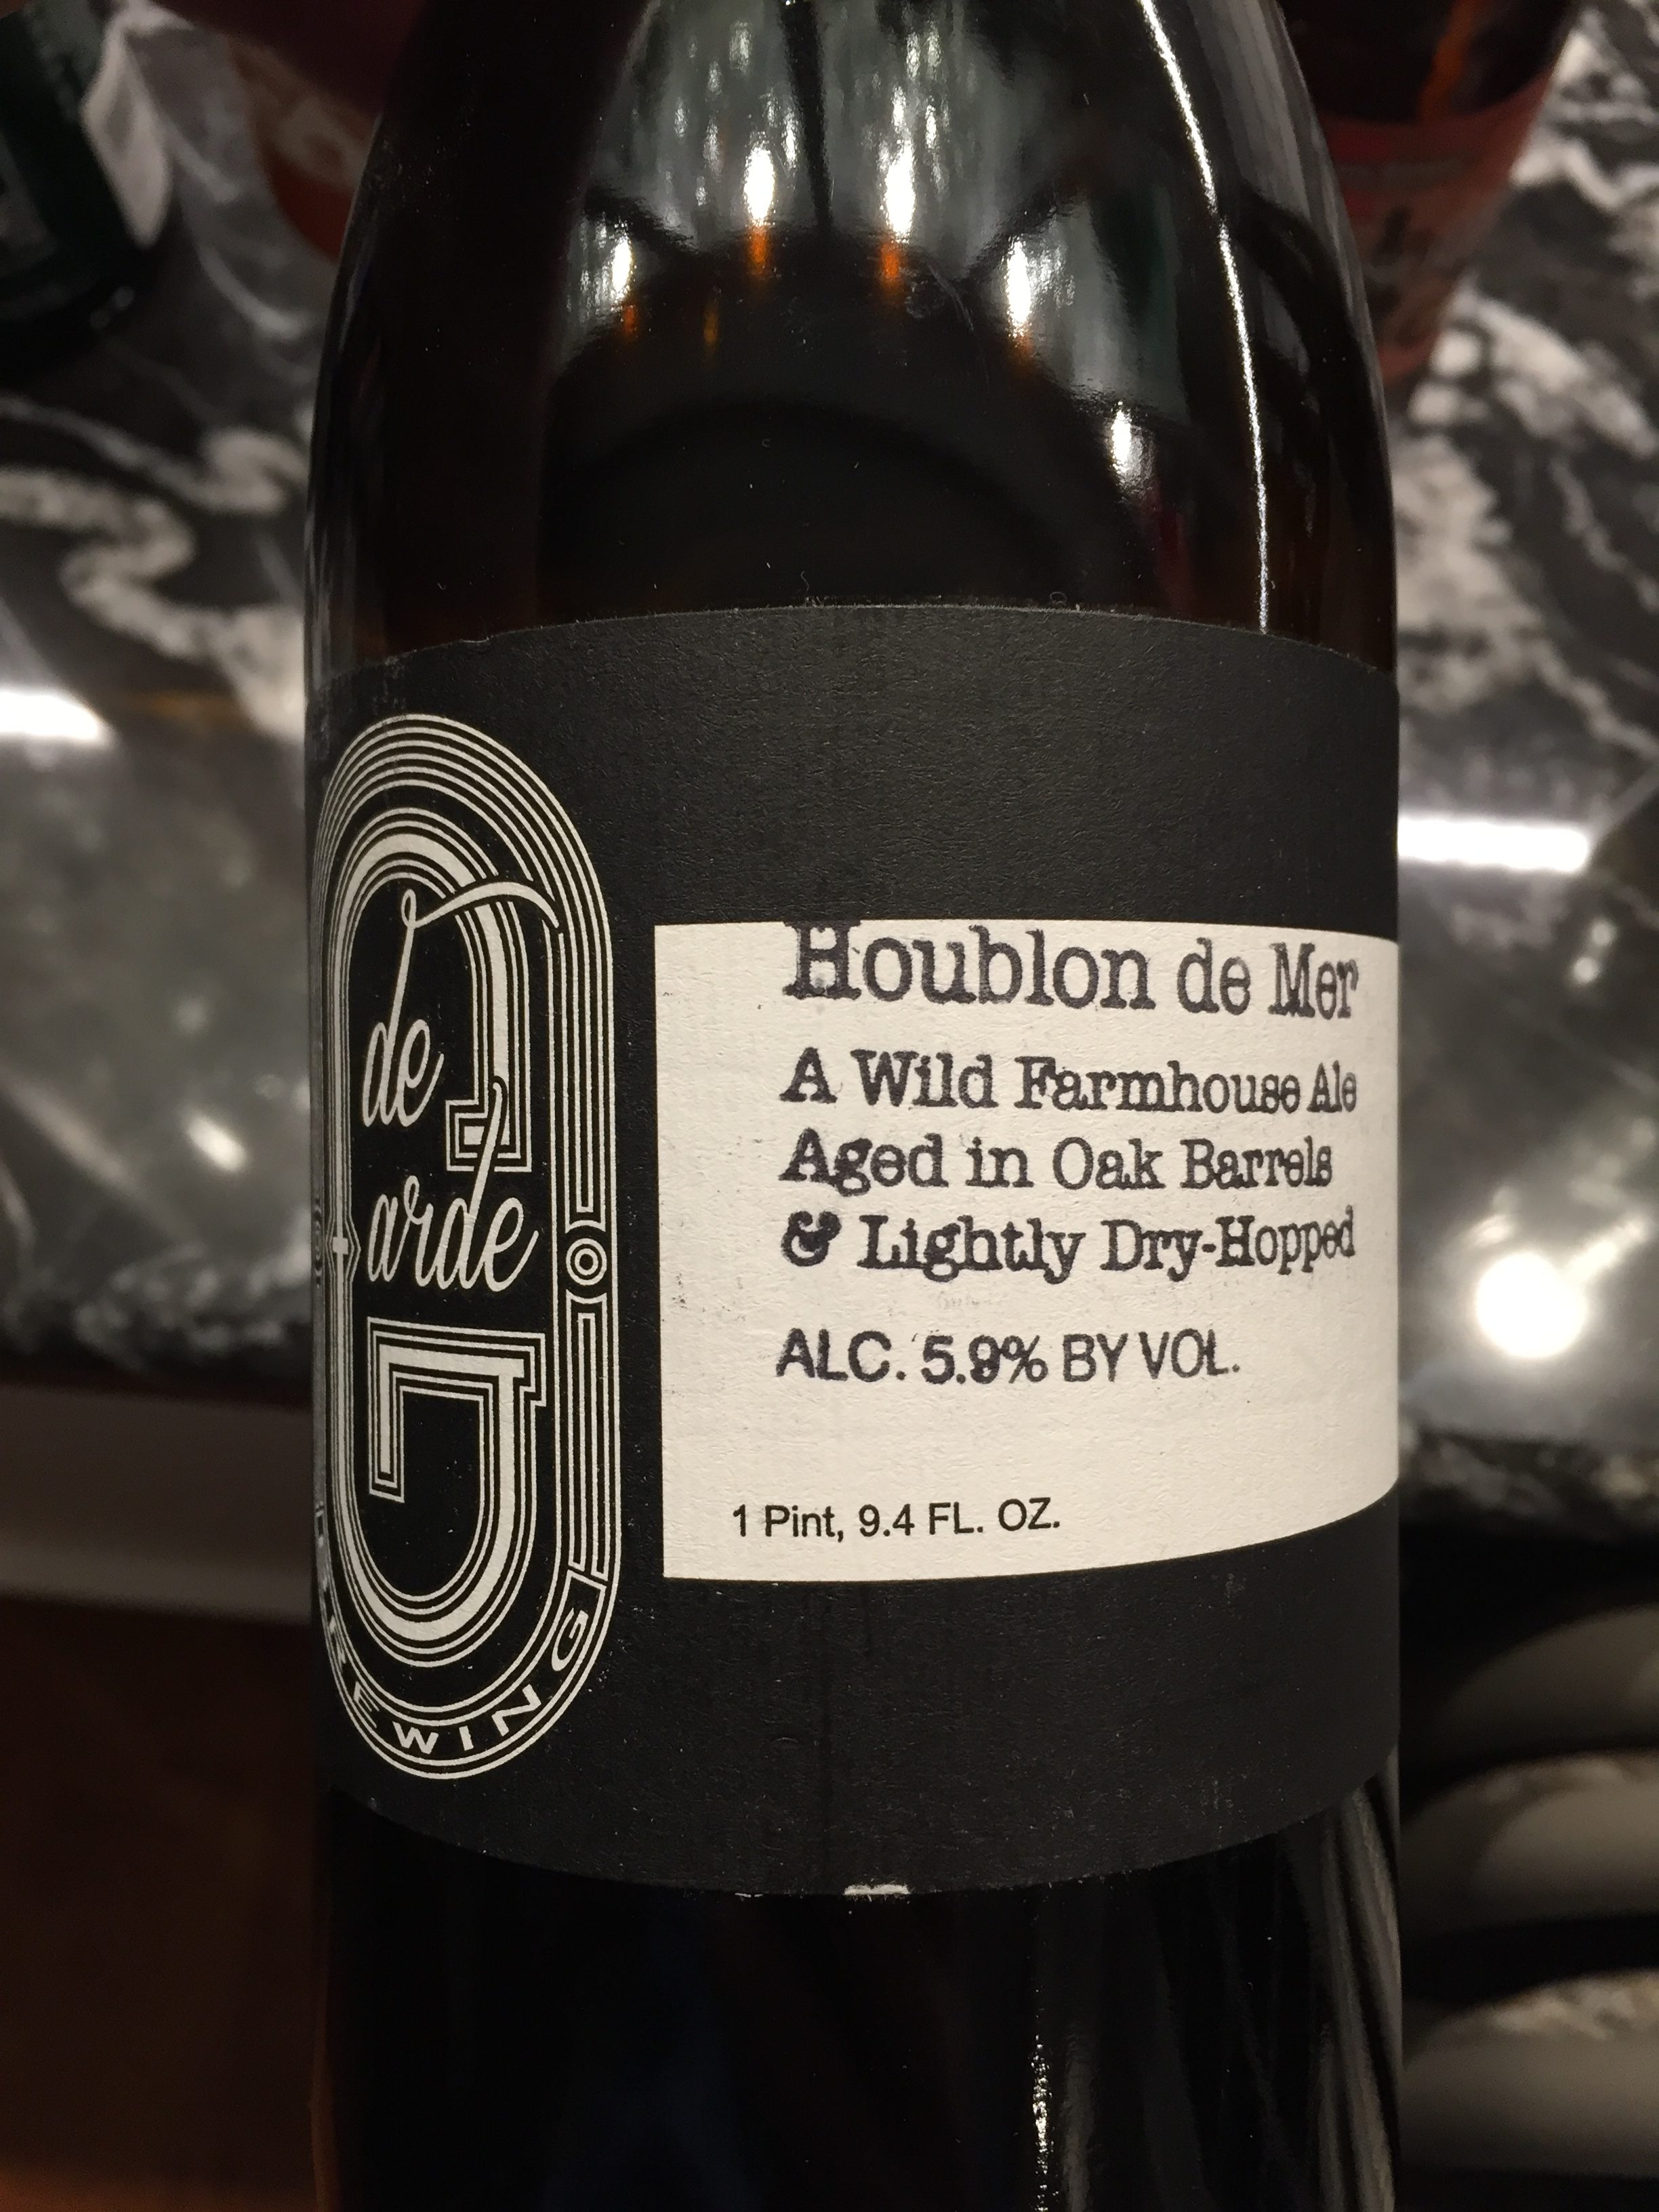 de
Garde
BREWING
Houblon de Mer
A Wild Farmhouse Ale
Aged in Oak Barrels
& Lightly Dry-Hopped
ALC. 5.9% BY VOL.
1 Pint, 9.4 FL. OZ.